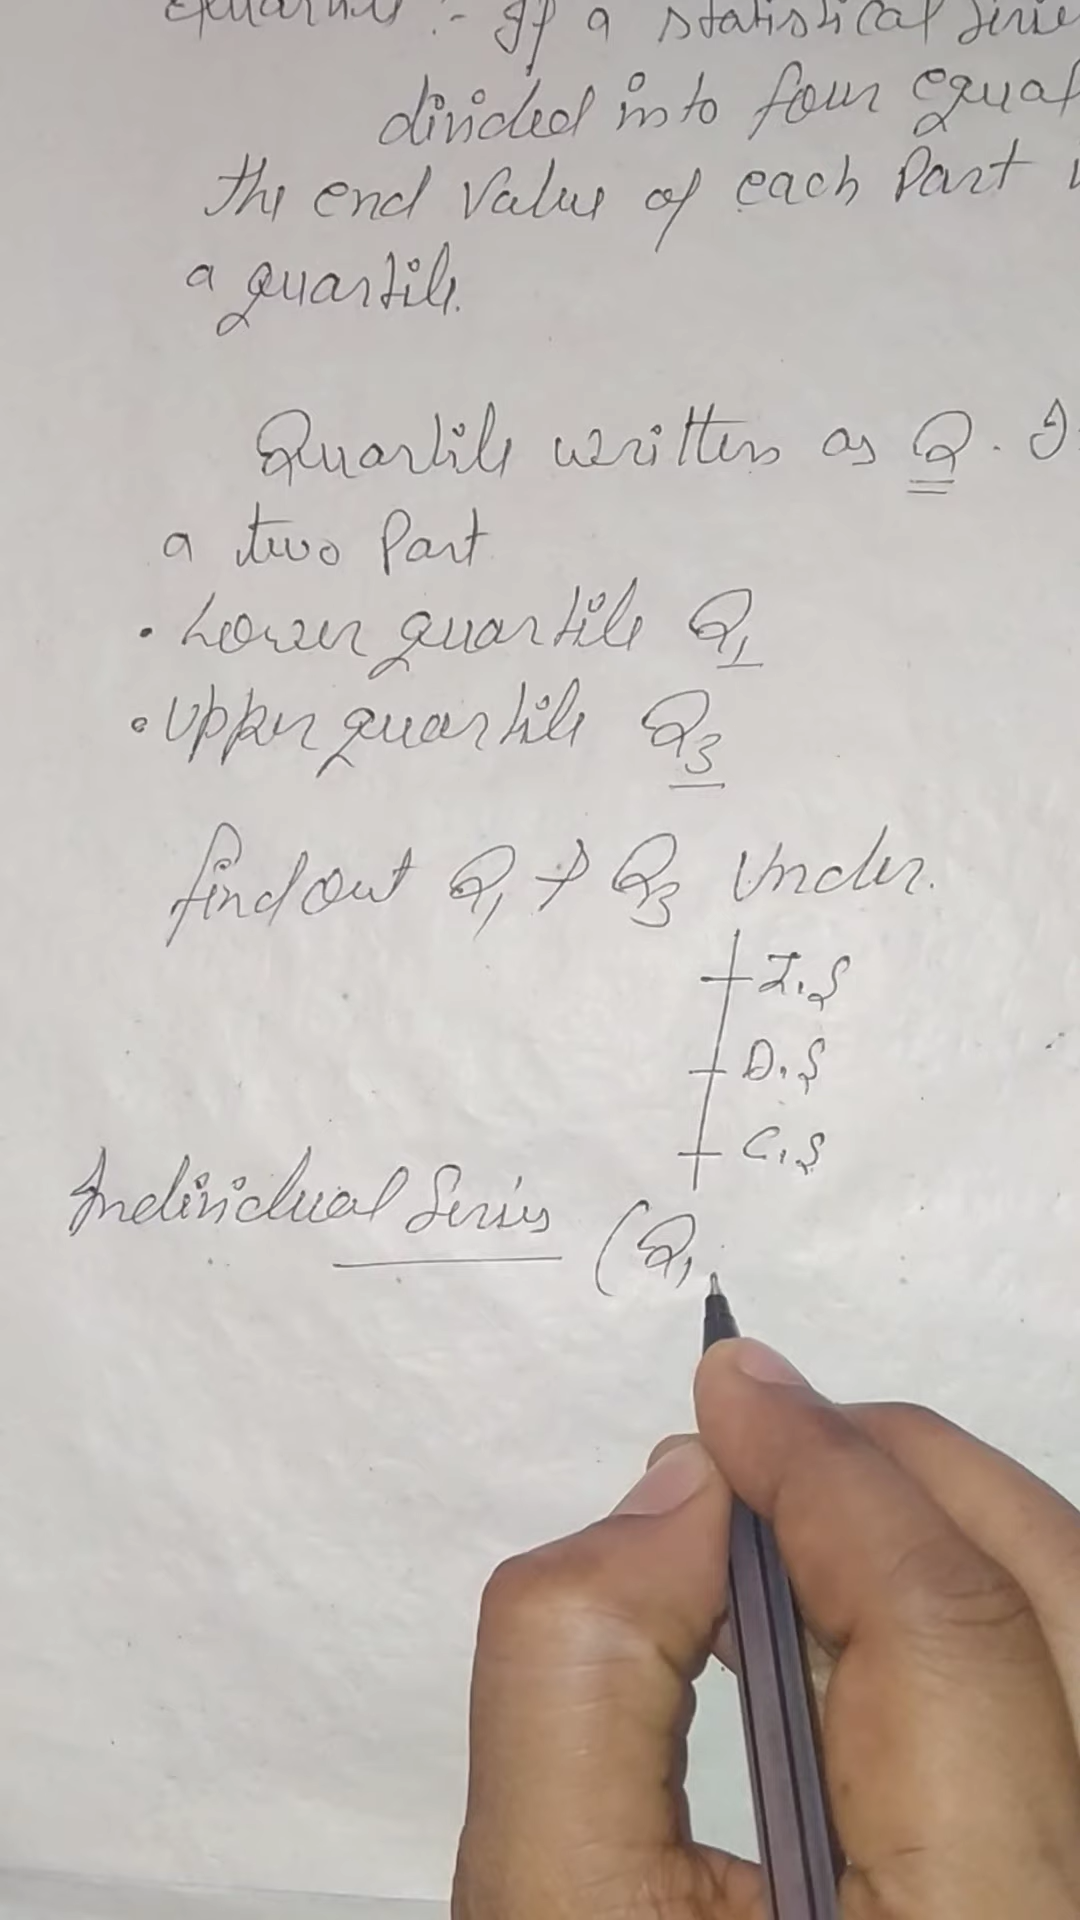 :- If a statistical
divided into four equal
the end value of each Part
a quartile.
Quartile written as Q.
a two Part
• Lower quartile Q1
• Upper quartile Q3
find out Q1 + Q3 Under.
I.S
D.S
C.S
Individual Series (Q1